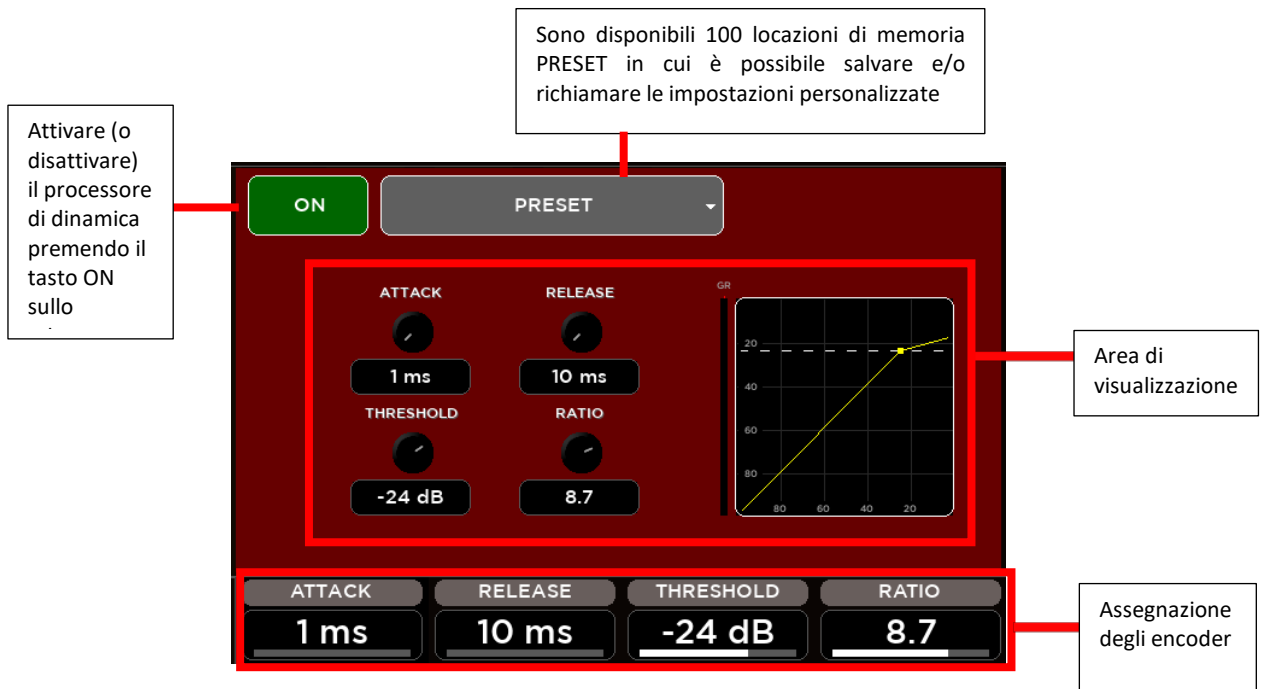 Sono disponibili 100 locazioni di memoria
PRESET in cui è possibile salvare e/o
richiamare le impostazioni personalizzate
Attivare (o
disattivare)
il processore
di dinamica
premendo il
tasto ON
sullo
ON
PRESET
ATTACK
RELEASE
GR
1 ms
10 ms
THRESHOLD
RATIO
-24 dB
8.7
20
40
60
80
80 60 40 20
Area di
visualizzazione
ATTACK RELEASE THRESHOLD RATIO
1 ms 10 ms -24 dB 8.7
Assegnazione
degli encoder